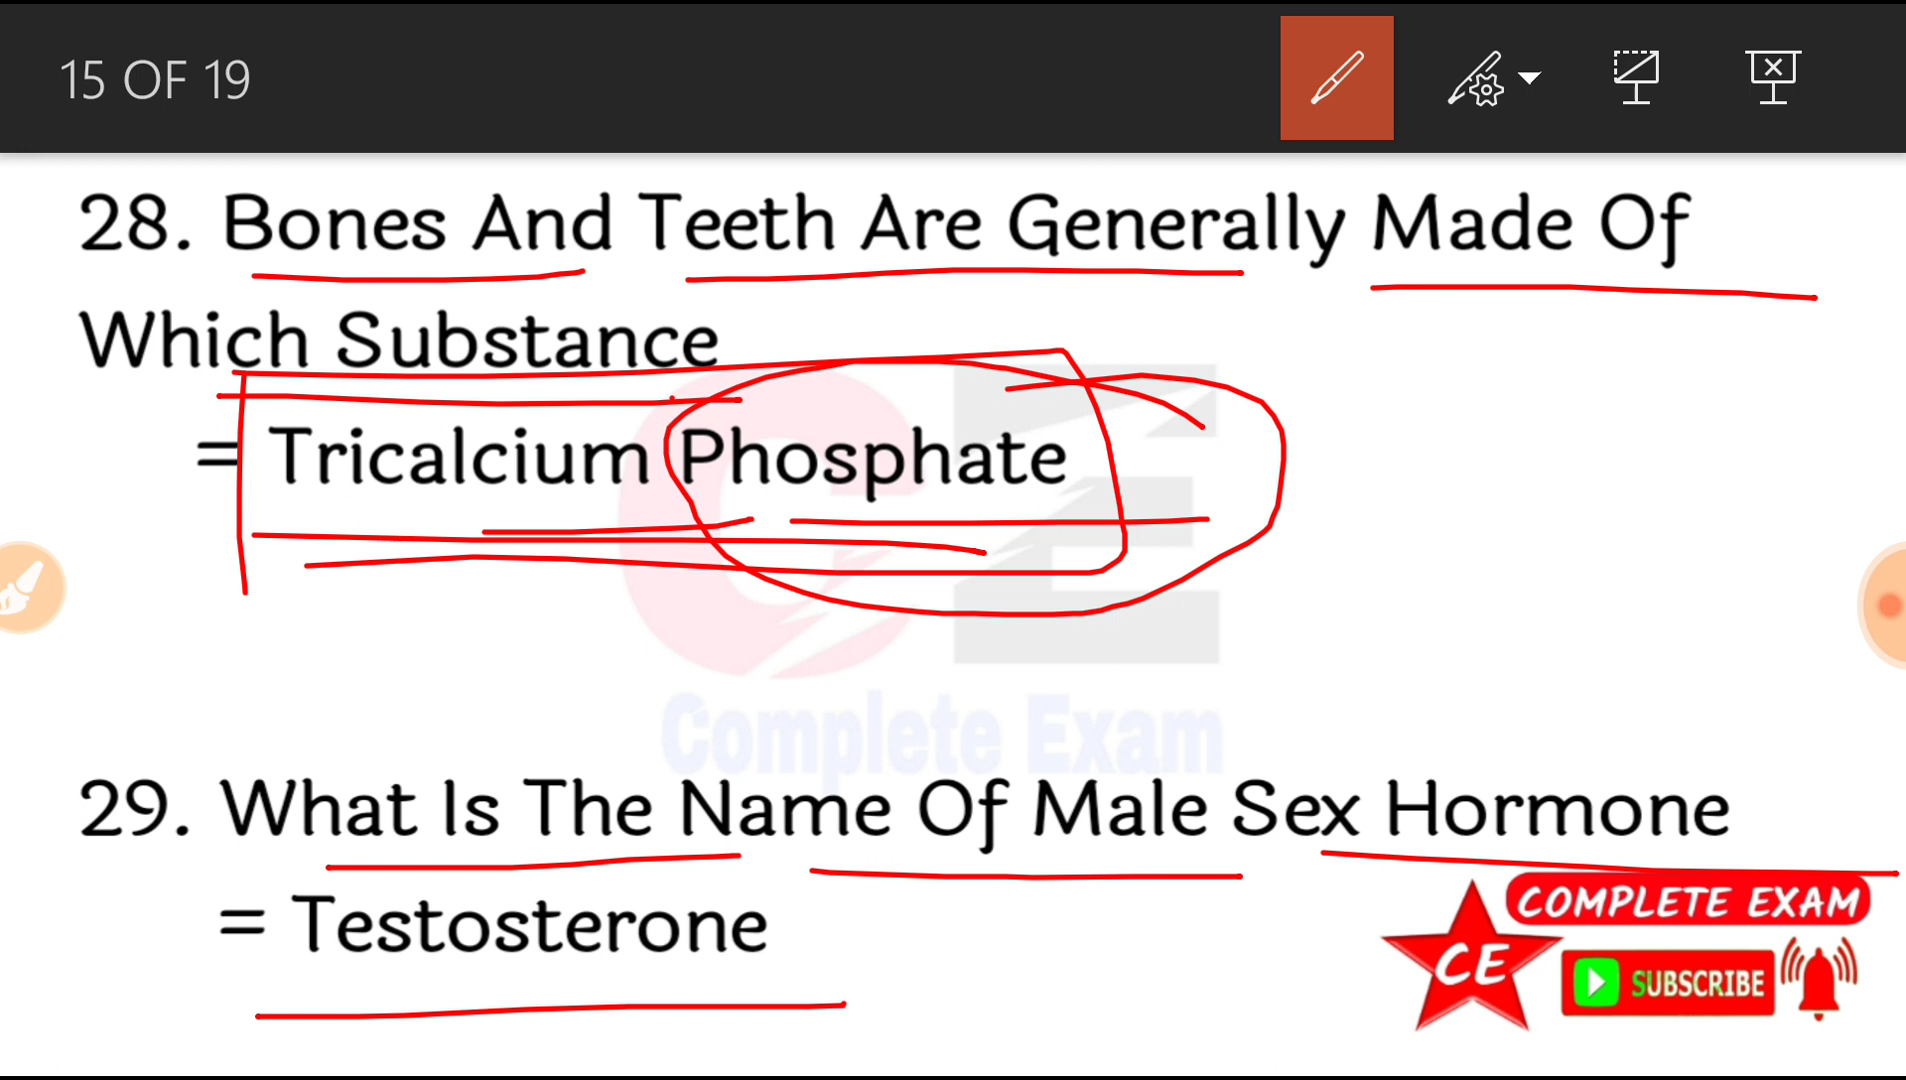 15 OF 19
28. Bones And Teeth Are Generally Made Of
Which Substance
= Tricalcium Phosphate
CE
Complete Exam
29. What Is The Name Of Male Sex Hormone
= Testosterone
COMPLETE EXAM
CE
SUBSCRIBE